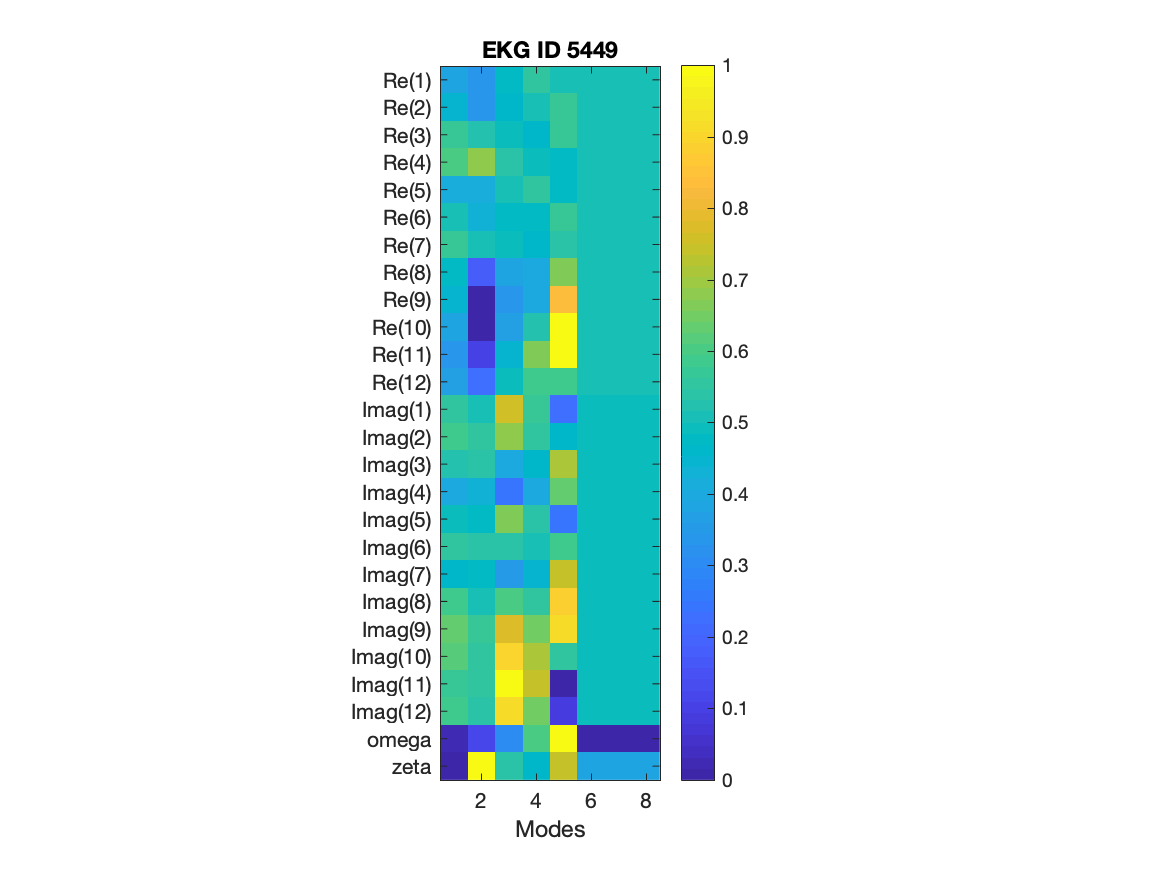 EKG ID 5449
Re(1)
Re(2)
Re(3)
Re(4)
Re(5)
Re(6)
Re(7)
Re(8)
Re(9)
Re(10)
Re(11)
Re(12)
Imag(1)
Imag(2)
Imag(3)
Imag(4)
Imag(5)
Imag(6)
Imag(7)
Imag(8)
Imag(9)
Imag(10)
Imag(11)
Imag(12)
omega
zeta
2 4 6 8
Modes
1
0.9
0.8
0.7
0.6
0.5
0.4
0.3
0.2
0.1
0